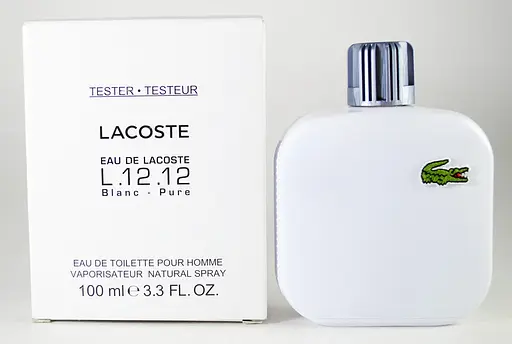 TESTER • TESTEUR
LACOSTE
EAU DE LACOSTE
L.12.12
Blanc - Pure
EAU DE TOILETTE POUR HOMME
VAPORISATEUR NATURAL SPRAY
100 ml ℮ 3.3 FL. OZ.